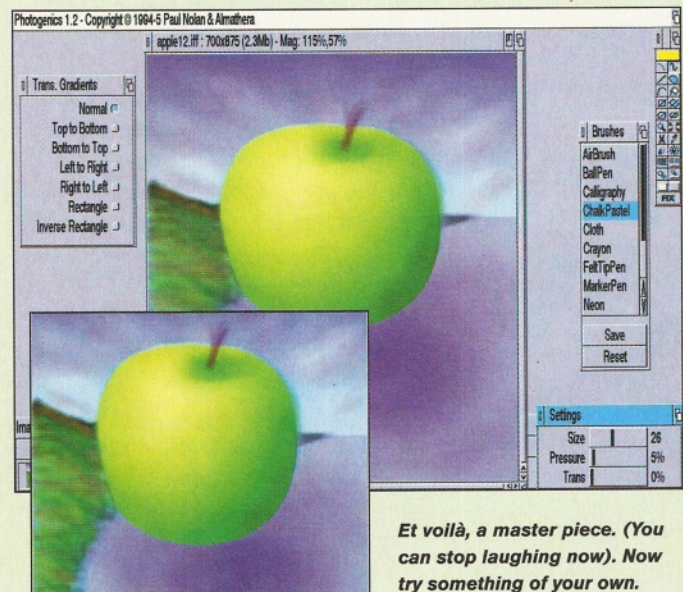 Photogenics 1.2 - Copyright © 1994-5 Paul Nolan & Almathera
apple12.iff : 700x875 (2.3Mb) - Mag: 115%,57%
Trans. Gradients
Normal
Top to Bottom
Bottom to Top
Left to Right
Right to Left
Rectangle
Inverse Rectangle
Brushes
AirBrush
BallPen
Calligraphy
ChalkPastel
Cloth
Crayon
FeltTipPen
MarkerPen
Neon
Save
Reset
FIX
Ima
Settings
Size 26
Pressure 5%
Trans 0%
Et voilà, a master piece. (You
can stop laughing now). Now
try something of your own.